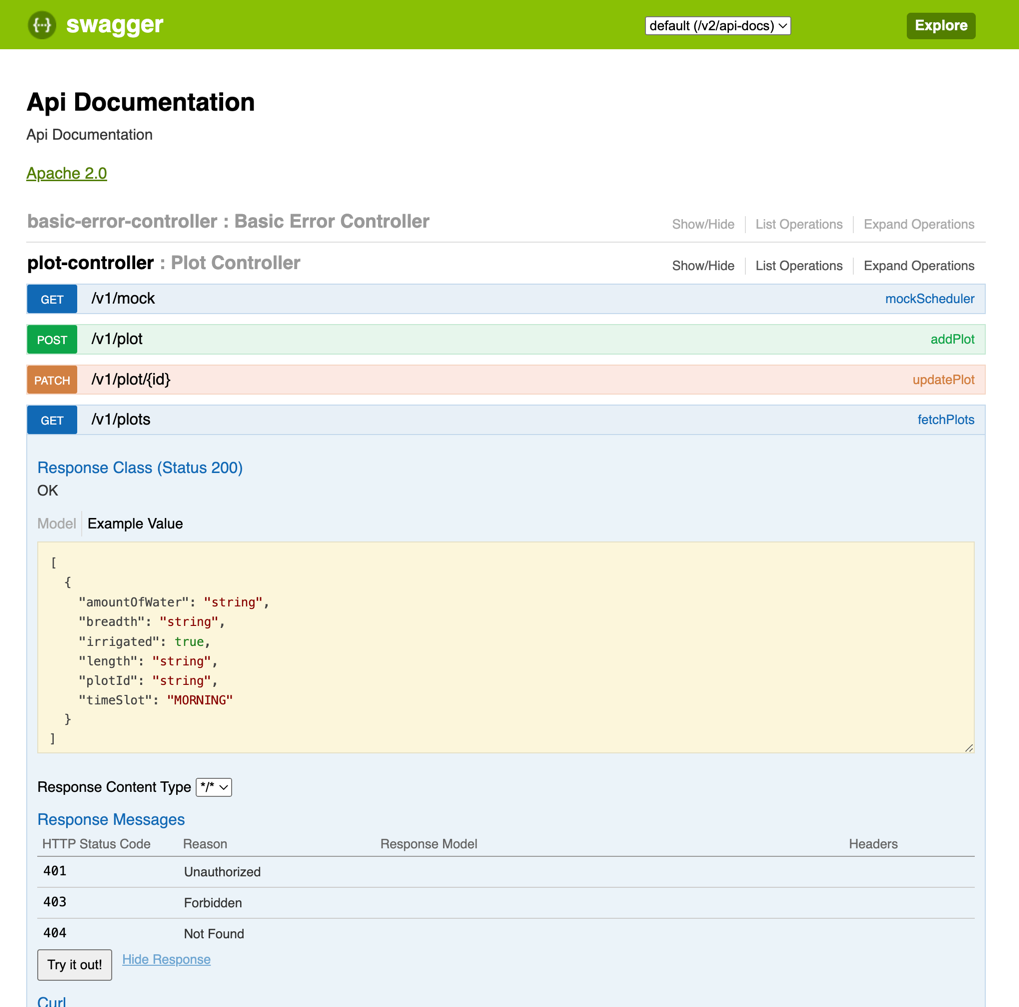 {···} swagger default (/v2/api-docs) Explore
Api Documentation
Api Documentation
Apache 2.0
basic-error-controller : Basic Error Controller Show/Hide List Operations Expand Operations
plot-controller : Plot Controller Show/Hide List Operations Expand Operations
GET /v1/mock mockScheduler
POST /v1/plot addPlot
PATCH /v1/plot/{id} updatePlot
GET /v1/plots fetchPlots
Response Class (Status 200)
OK
Model Example Value
[
{
"amountOfWater": "string",
"breadth": "string",
"irrigated": true,
"length": "string",
"plotId": "string",
"timeSlot": "MORNING"
}
]
Response Content Type */*
Response Messages
HTTP Status Code Reason Response Model Headers
401 Unauthorized
403 Forbidden
404 Not Found
Try it out! Hide Response
Curl